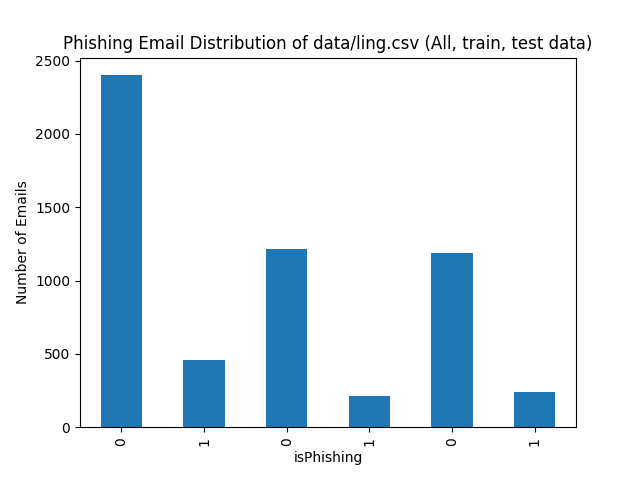 Phishing Email Distribution of data/ling.csv (All, train, test data)
2500
2000
1500
1000
500
0
Number of Emails
0 1 0 1 0 1
isPhishing